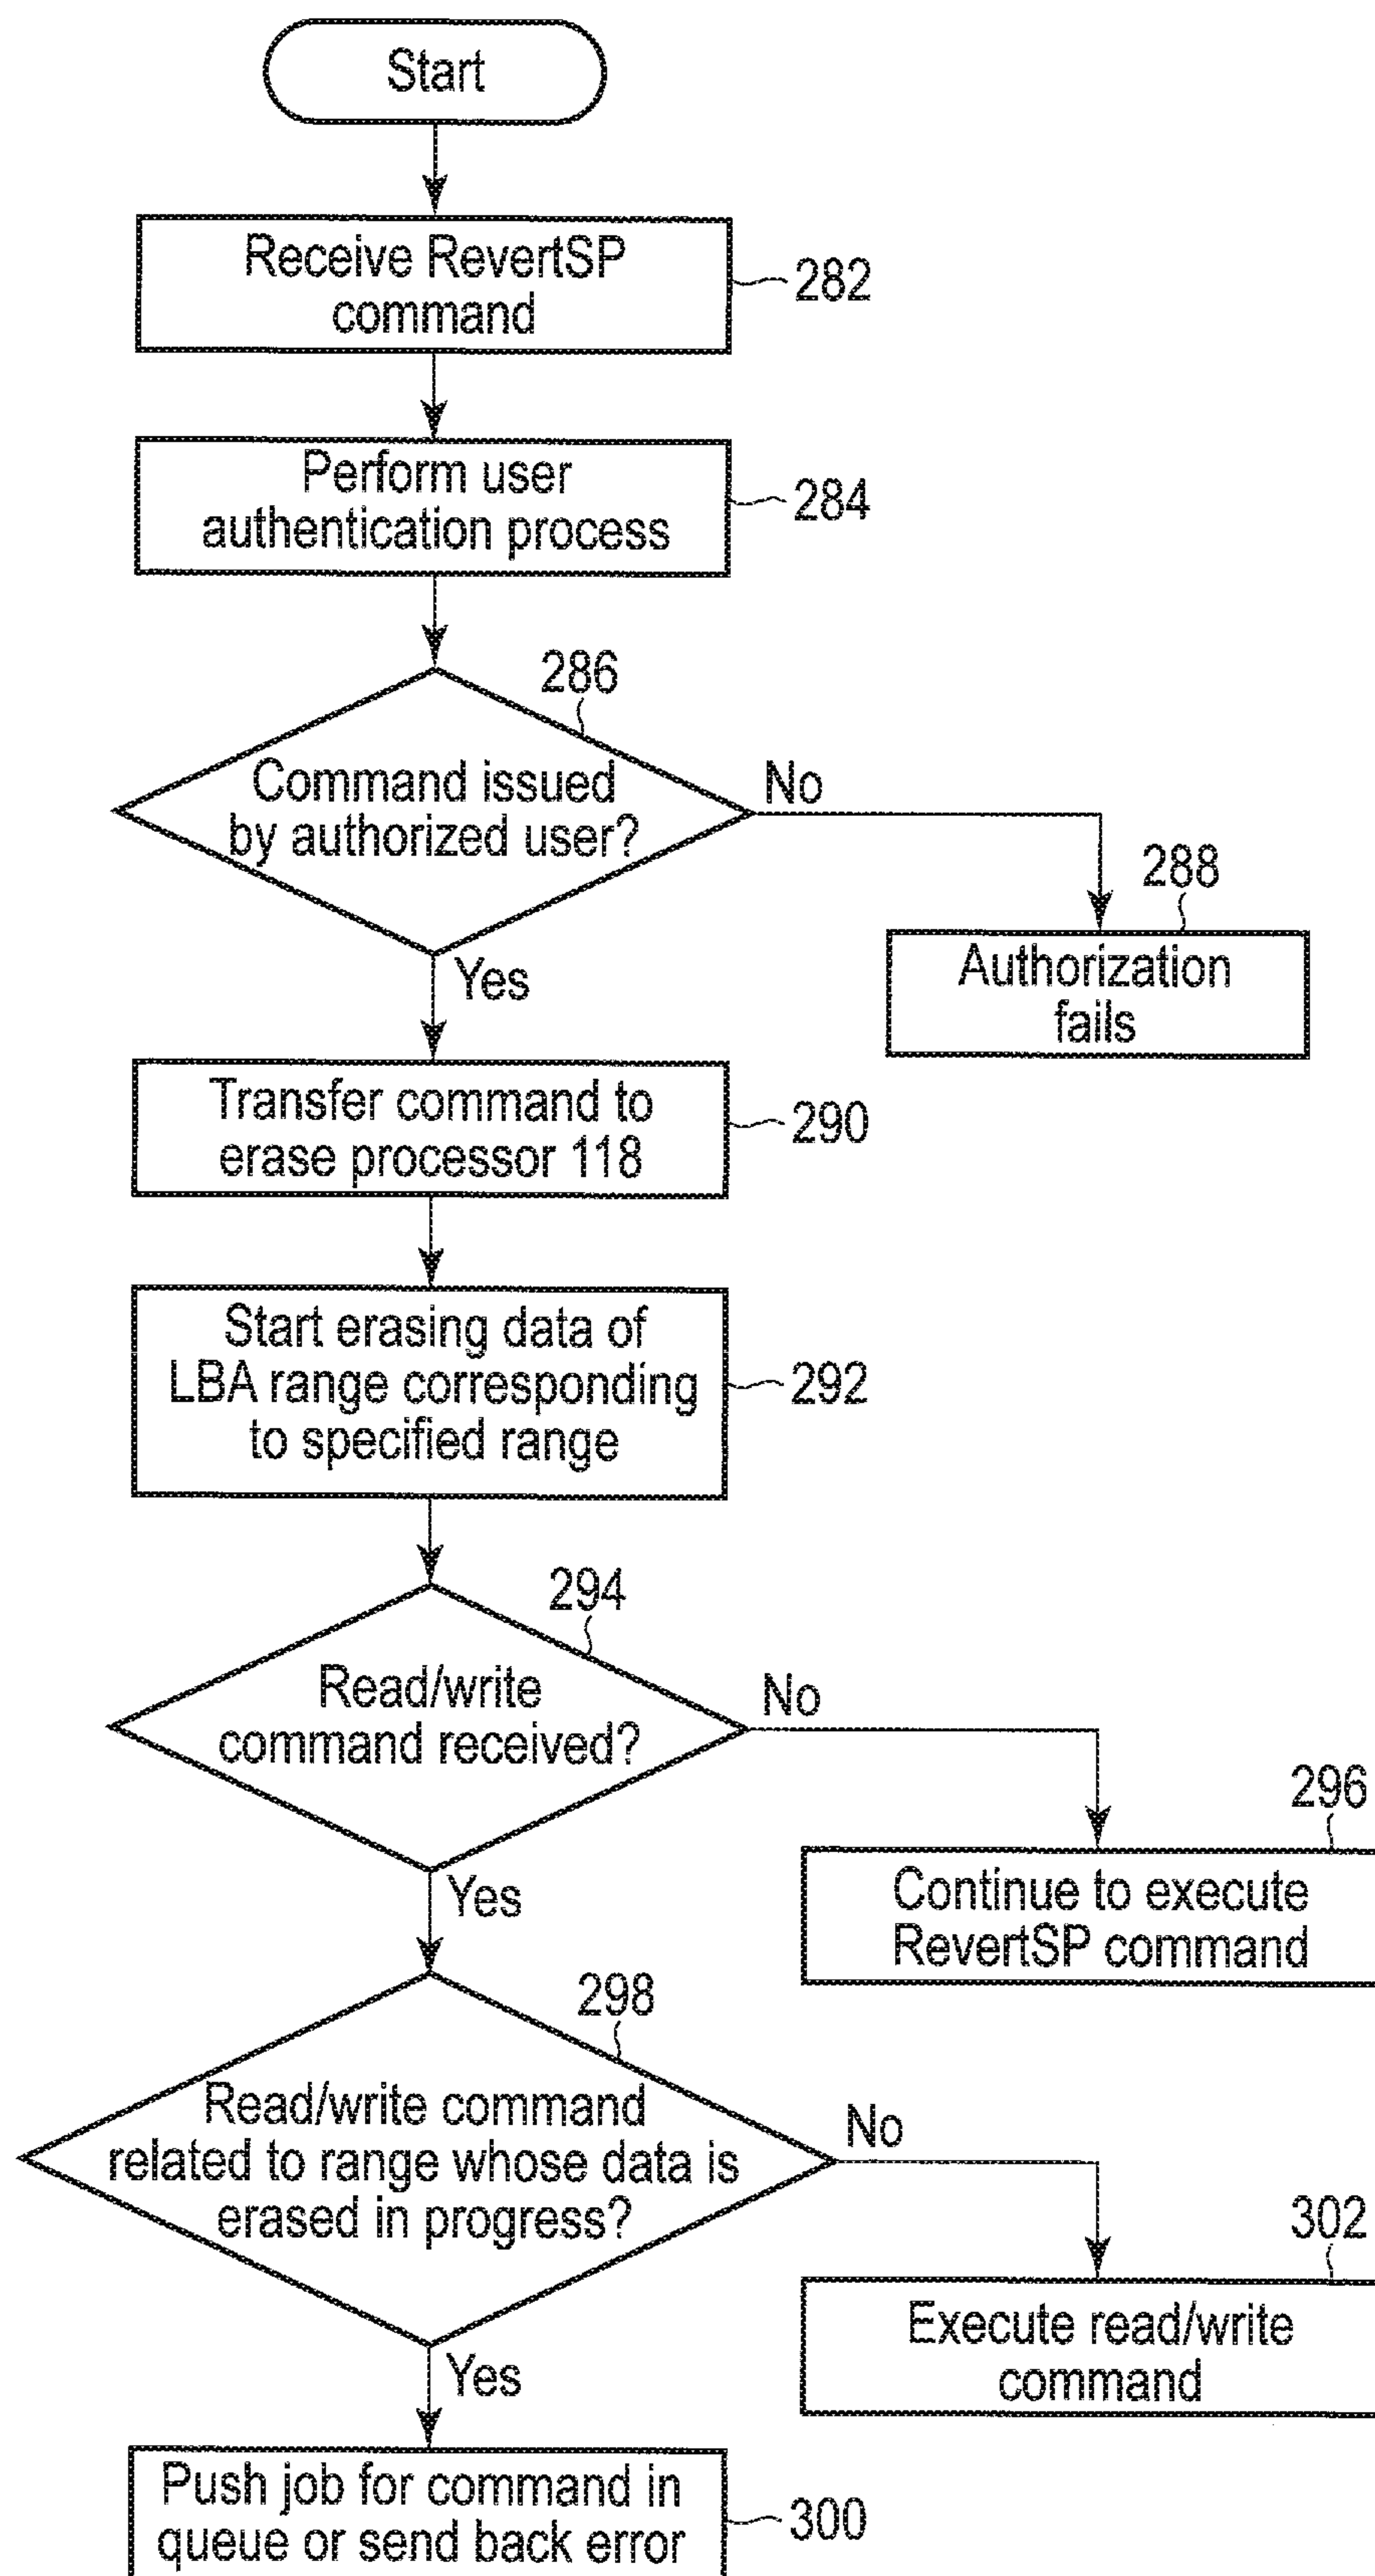 Start
Receive RevertSP
command
282
Perform user
authentication process
284
286
Command issued
by authorized user?
No
288
Authorization
fails
Yes
Transfer command to
erase processor 118
290
Start erasing data of
LBA range corresponding
to specified range
292
294
Read/write
command received?
No
296
Continue to execute
RevertSP command
Yes
298
Read/write command
related to range whose data is
erased in progress?
No
302
Execute read/write
command
Yes
Push job for command in
queue or send back error
300